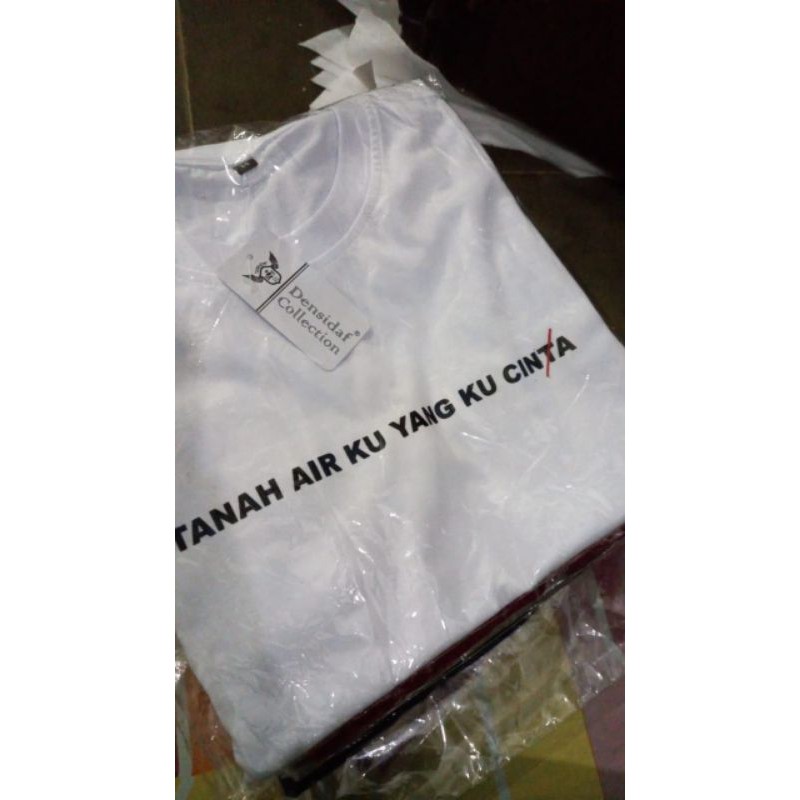 Densidaf®
Collection
TANAH AIR KU YANG KU CINTA